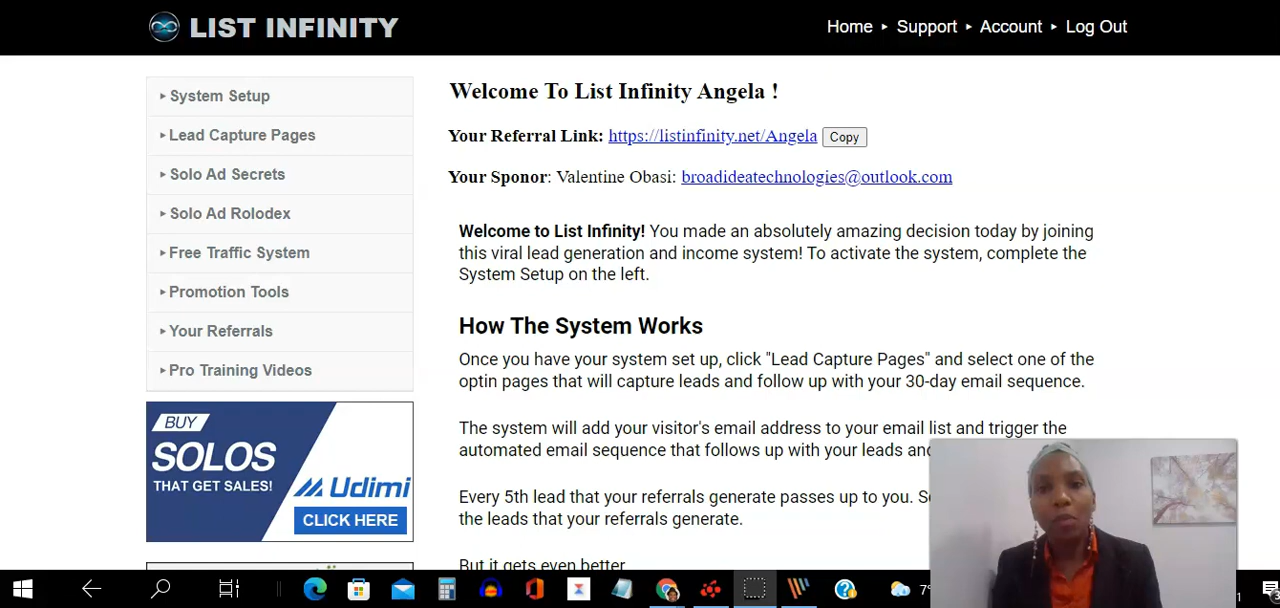 LIST INFINITY
Home ▸ Support ▸ Account ▸ Log Out
▸ System Setup
▸ Lead Capture Pages
▸ Solo Ad Secrets
▸ Solo Ad Rolodex
▸ Free Traffic System
▸ Promotion Tools
▸ Your Referrals
▸ Pro Training Videos
BUY
SOLOS
THAT GET SALES!
Udimi
CLICK HERE
Welcome To List Infinity Angela !
Your Referral Link: https://listinfinity.net/Angela Copy
Your Sponor: Valentine Obasi: broadideatechnologies@outlook.com
Welcome to List Infinity! You made an absolutely amazing decision today by joining
this viral lead generation and income system! To activate the system, complete the
System Setup on the left.
How The System Works
Once you have your system set up, click "Lead Capture Pages" and select one of the
optin pages that will capture leads and follow up with your 30-day email sequence.
The system will add your visitor's email address to your email list and trigger the
automated email sequence that follows up with your leads and
Every 5th lead that your referrals generate passes up to you.
the leads that your referrals generate.
But it gets even better
7°